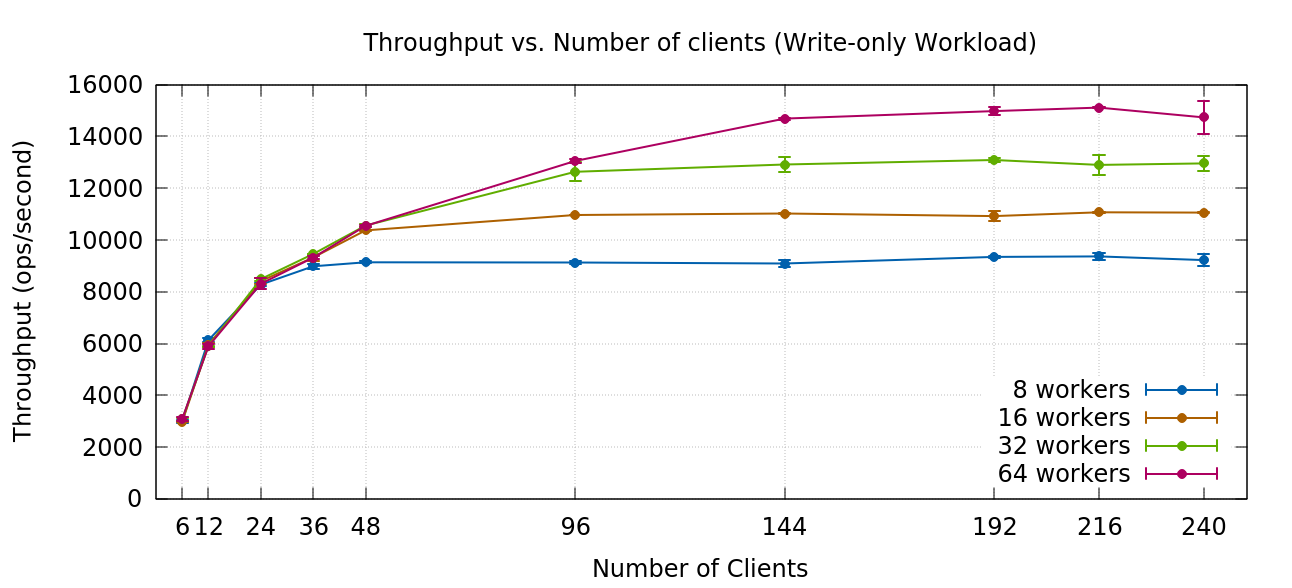 Throughput vs. Number of clients (Write-only Workload)
Throughput (ops/second)
16000
14000
12000
10000
8000
6000
4000
2000
0
8 workers
16 workers
32 workers
64 workers
6 12 24 36 48 96 144 192 216 240
Number of Clients